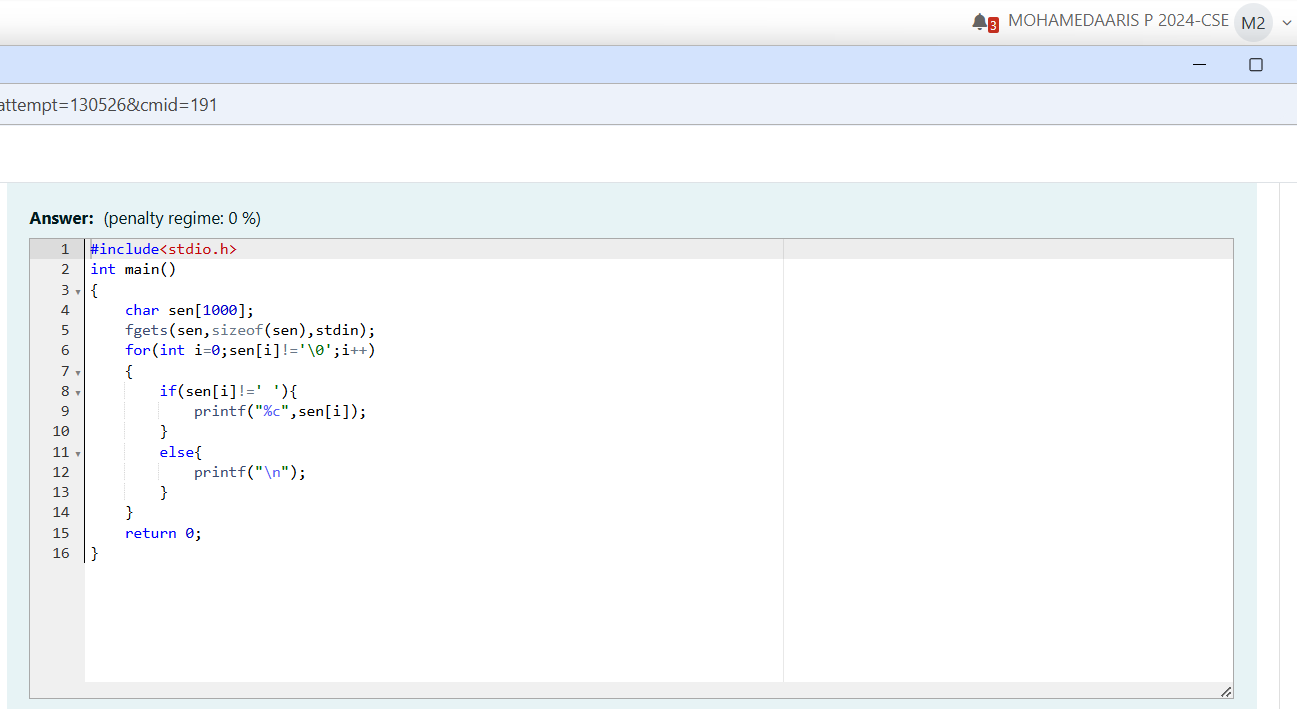 3 MOHAMEDAARIS P 2024-CSE M2
attempt=130526&cmid=191
Answer: (penalty regime: 0 %)
1 #include<stdio.h>
2 int main()
3 {
4     char sen[1000];
5     fgets(sen,sizeof(sen),stdin);
6     for(int i=0;sen[i]!='\0';i++)
7     {
8         if(sen[i]!=' '){
9             printf("%c",sen[i]);
10         }
11         else{
12             printf("\n");
13         }
14     }
15     return 0;
16 }